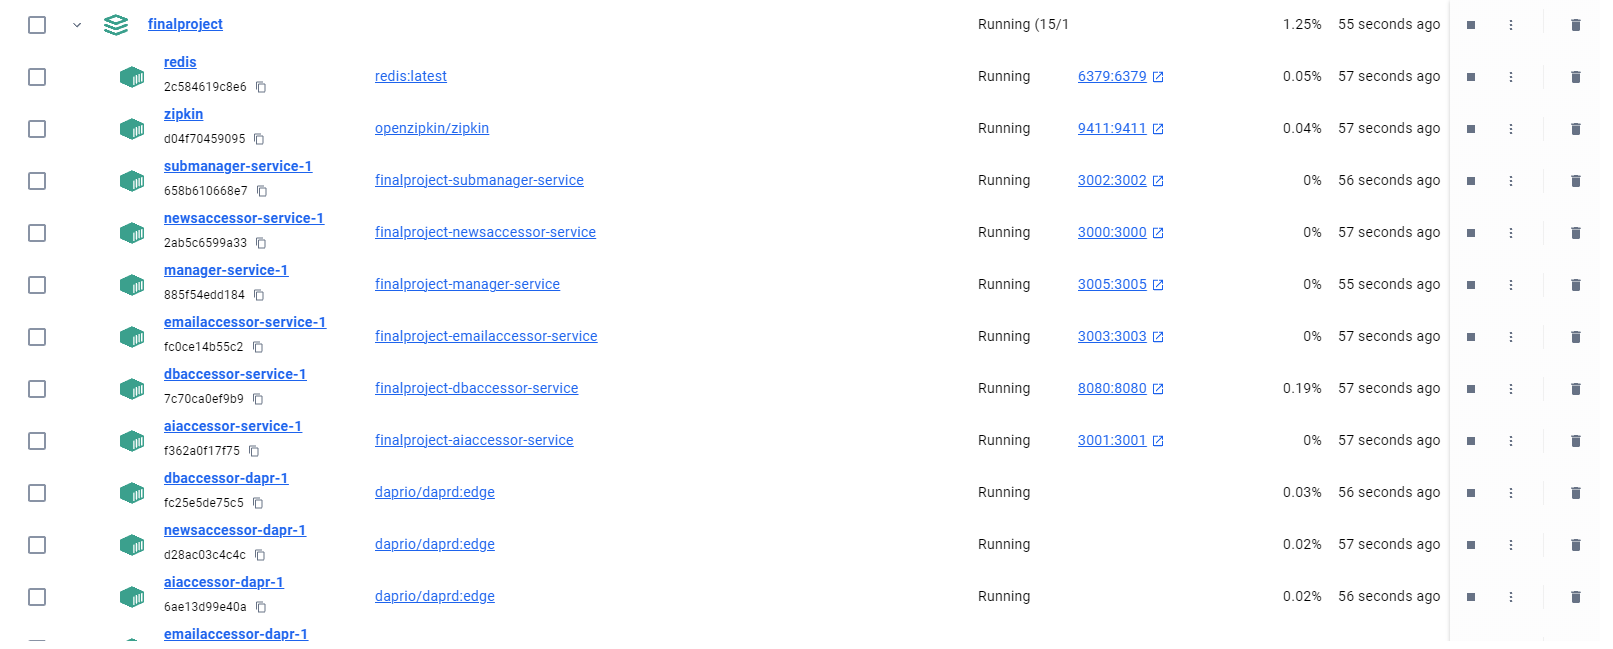 finalproject Running (15/1 1.25% 55 seconds ago
redis
2c584619c8e6 redis:latest Running 6379:6379 0.05% 57 seconds ago
zipkin
d04f70459095 openzipkin/zipkin Running 9411:9411 0.04% 57 seconds ago
submanager-service-1
658b610668e7 finalproject-submanager-service Running 3002:3002 0% 56 seconds ago
newsaccessor-service-1
2ab5c6599a33 finalproject-newsaccessor-service Running 3000:3000 0% 57 seconds ago
manager-service-1
885f54edd184 finalproject-manager-service Running 3005:3005 0% 55 seconds ago
emailaccessor-service-1
fc0ce14b55c2 finalproject-emailaccessor-service Running 3003:3003 0% 57 seconds ago
dbaccessor-service-1
7c70ca0ef9b9 finalproject-dbaccessor-service Running 8080:8080 0.19% 57 seconds ago
aiaccessor-service-1
f362a0f17f75 finalproject-aiaccessor-service Running 3001:3001 0% 57 seconds ago
dbaccessor-dapr-1
fc25e5de75c5 daprio/daprd:edge Running 0.03% 56 seconds ago
newsaccessor-dapr-1
d28ac03c4c4c daprio/daprd:edge Running 0.02% 57 seconds ago
aiaccessor-dapr-1
6ae13d99e40a daprio/daprd:edge Running 0.02% 56 seconds ago
emailaccessor-dapr-1